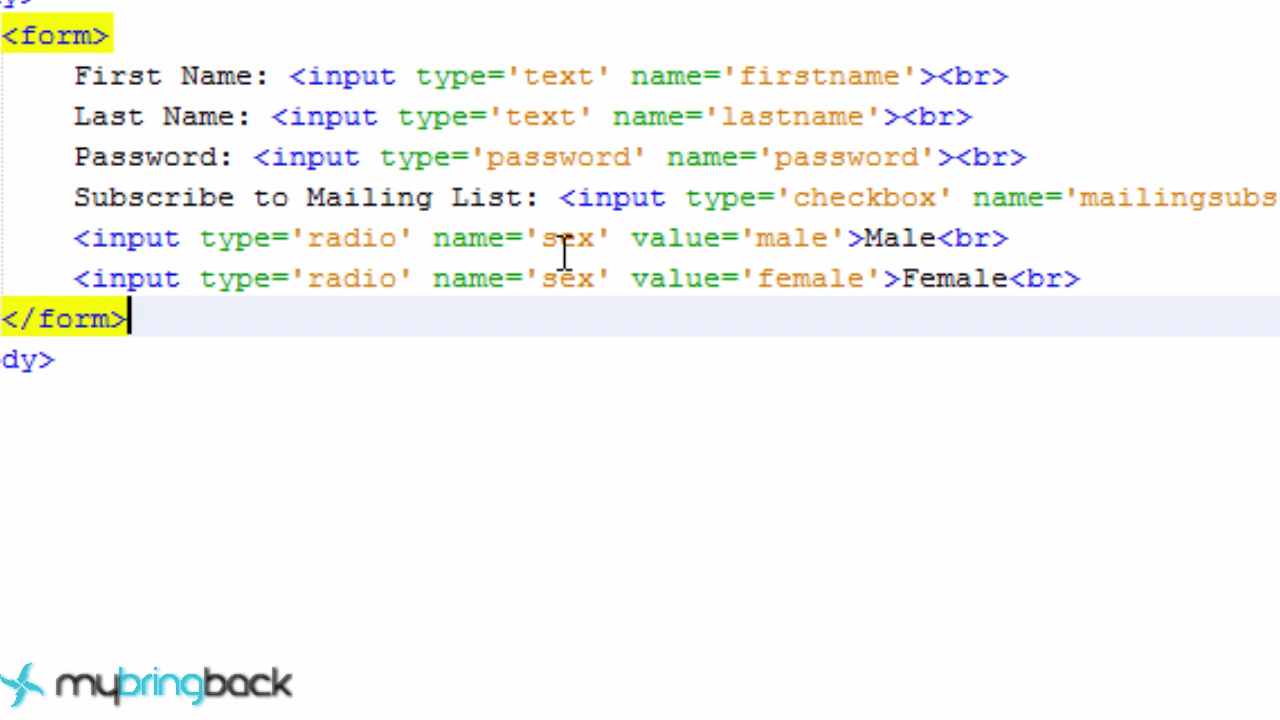 <form>
First Name: <input type='text' name='firstname'><br>
Last Name: <input type='text' name='lastname'><br>
Password: <input type='password' name='password'><br>
Subscribe to Mailing List: <input type='checkbox' name='mailingsubs
<input type='radio' name='sex' value='male'>Male<br>
<input type='radio' name='sex' value='female'>Female<br>
</form>
dy>
mybringback